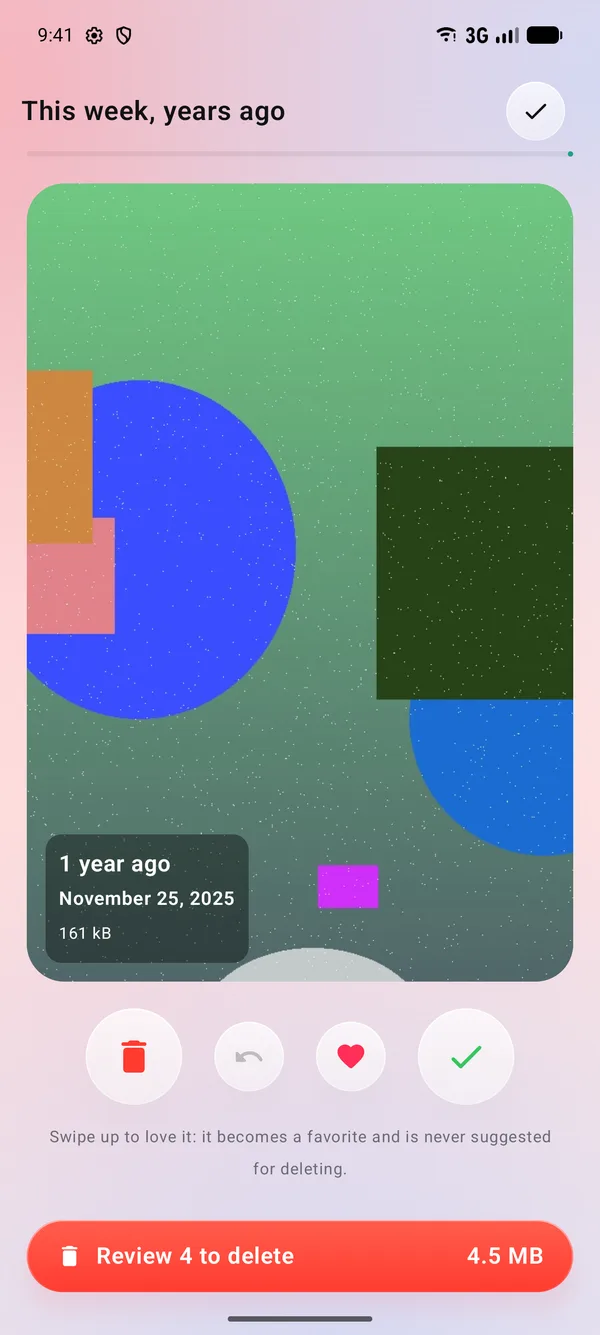 9:41
3G
This week, years ago
1 year ago
November 25, 2025
161 kB
Swipe up to love it: it becomes a favorite and is never suggested
for deleting.
Review 4 to delete 4.5 MB